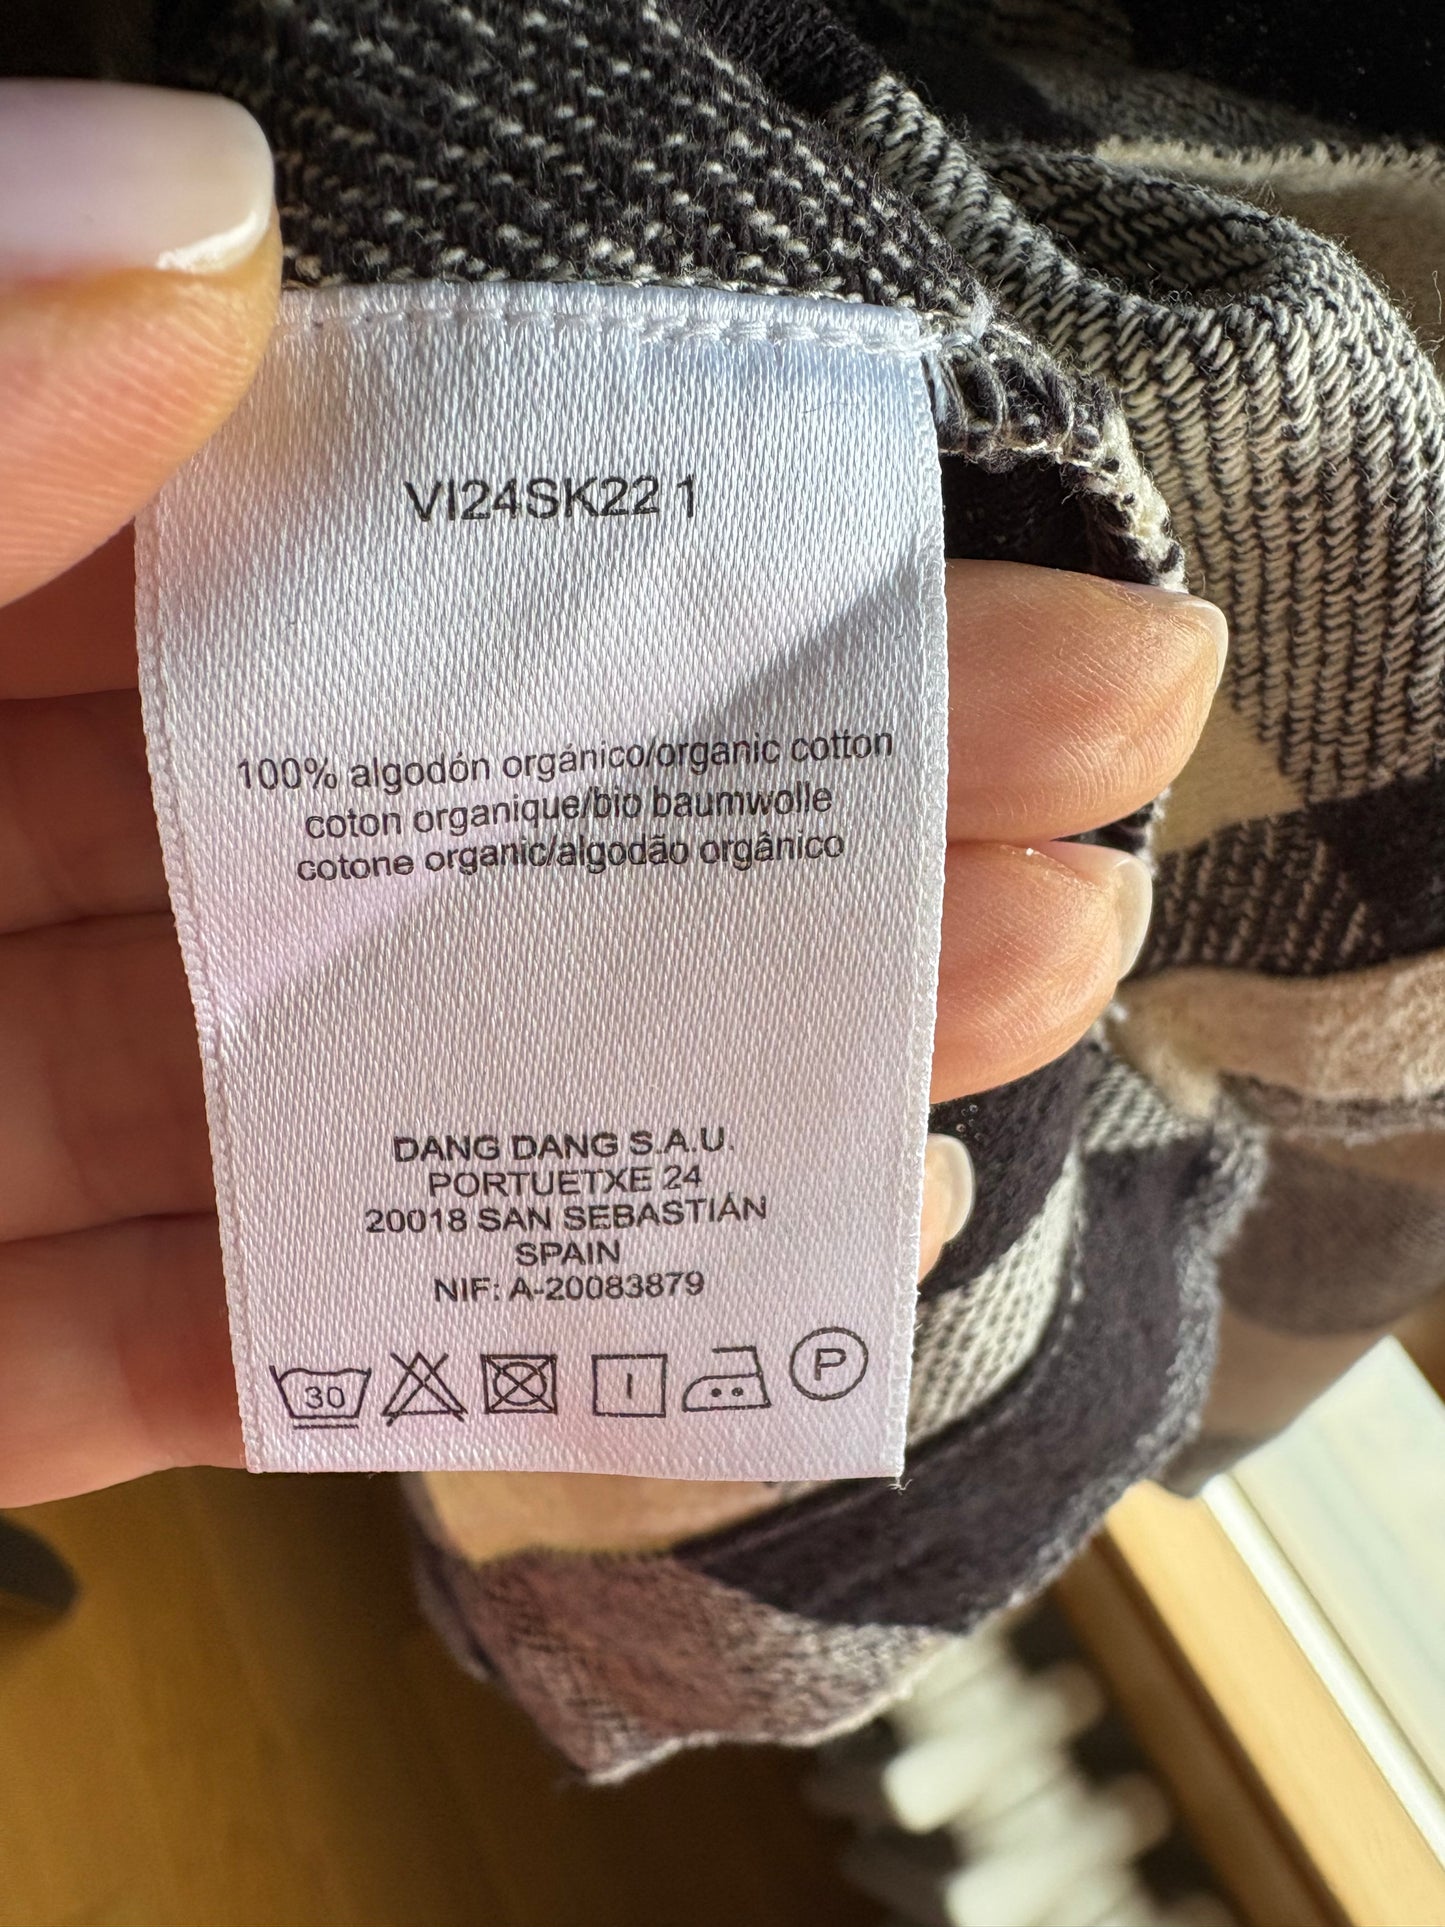 VI24SK22 1
100% algodón orgánico/organic cotton
coton organique/bio baumwolle
cotone organic/algodão orgânico
DANG DANG S.A.U.
PORTUETXE 24
20018 SAN SEBASTIÁN
SPAIN
NIF: A-20083879
30 P